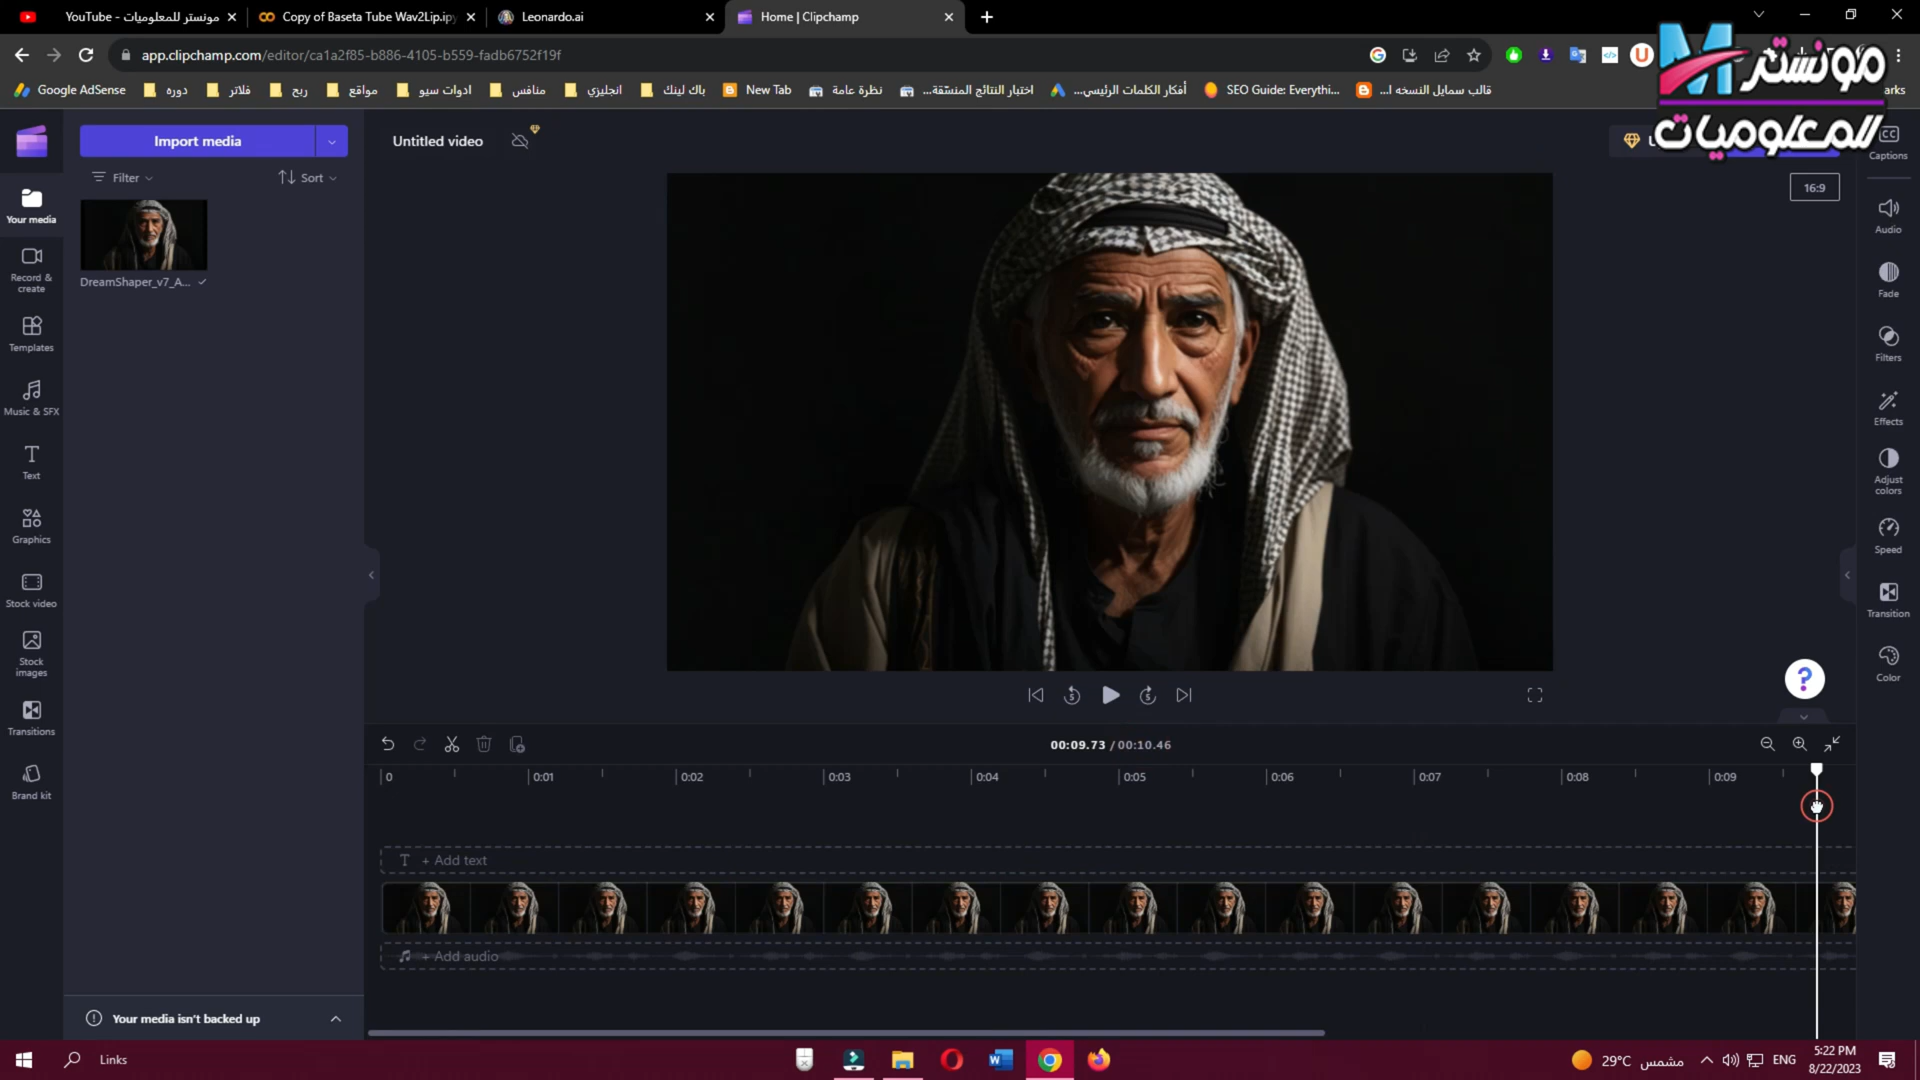 YouTube - مونستر للمعلوميات
Copy of Baseta Tube Wav2Lip.ipy
Leonardo.ai
Home | Clipchamp
app.clipchamp.com/editor/ca1a2f85-b886-4105-b559-fadb6752f19f
Google AdSense
دوره
فلاتر
ربح
مواقع
ادوات سيو
منافس
انجليزي
باك لينك
New Tab
نظرة عامة
اختبار النتائج المنسّقة...
أفكار الكلمات الرئيسي...
SEO Guide: Everythi...
قالب سمايل النسخه ا...
arks
مونستر
للمعلوميات
Import media
Untitled video
Filter
Sort
DreamShaper_v7_A...
Your media
Record & create
Templates
Music & SFX
Text
Graphics
Stock video
Stock images
Transitions
Brand kit
16:9
Captions
Audio
Fade
Filters
Effects
Adjust colors
Speed
Transition
Color
?
00:09.73 / 00:10.46
0 0:01 0:02 0:03 0:04 0:05 0:06 0:07 0:08 0:09
T + Add text
+ Add audio
Your media isn't backed up
Links
29°C مشمس
ENG
5:22 PM
8/22/2023